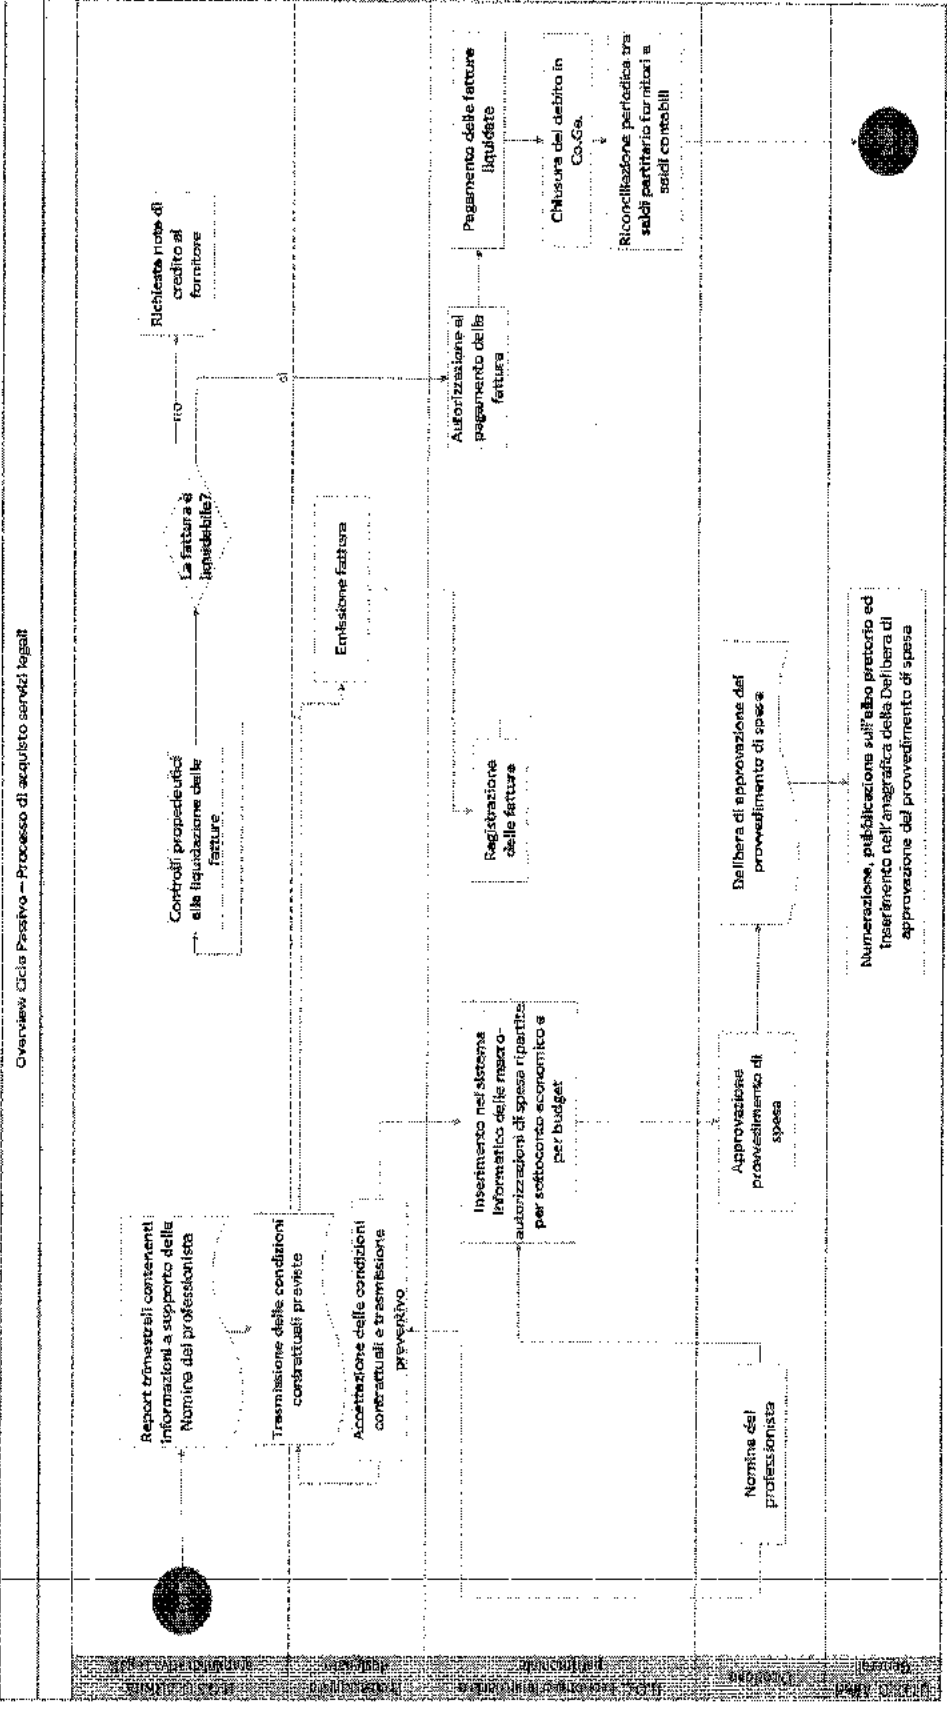 Overview Ciclo Passivo – Processo di acquisto servizi legali
Report trimestrali contenenti
informazioni a supporto della
Nomina del professionista
Trasmissione delle condizioni
contrattuali previste
Accettazione delle condizioni
contrattuali e trasmissione
preventivo
Nomina del
professionista
Inserimento nel sistema
informatico delle macro-
autorizzazioni di spesa ripartite
per sottoconto economico e
per budget
Approvazione
provvedimento di
spesa
Delibera di approvazione del
provvedimento di spesa
Numerazione, pubblicazione sull'albo pretorio ed
inserimento nell'anagrafica della Delibera di
approvazione del provvedimento di spesa
Emissione fattura
Registrazione
delle fatture
Controlli propedeutici
alla liquidazione delle
fatture
La fattura è
liquidabile?
no
Richiesta nota di
credito al
fornitore
sì
Autorizzazione al
pagamento della
fattura
Pagamento delle fatture
liquidate
Chiusura del debito in
Co.Ge.
Riconciliazione periodica tra
saldi partitario fornitori e
saldi contabili
Direzione